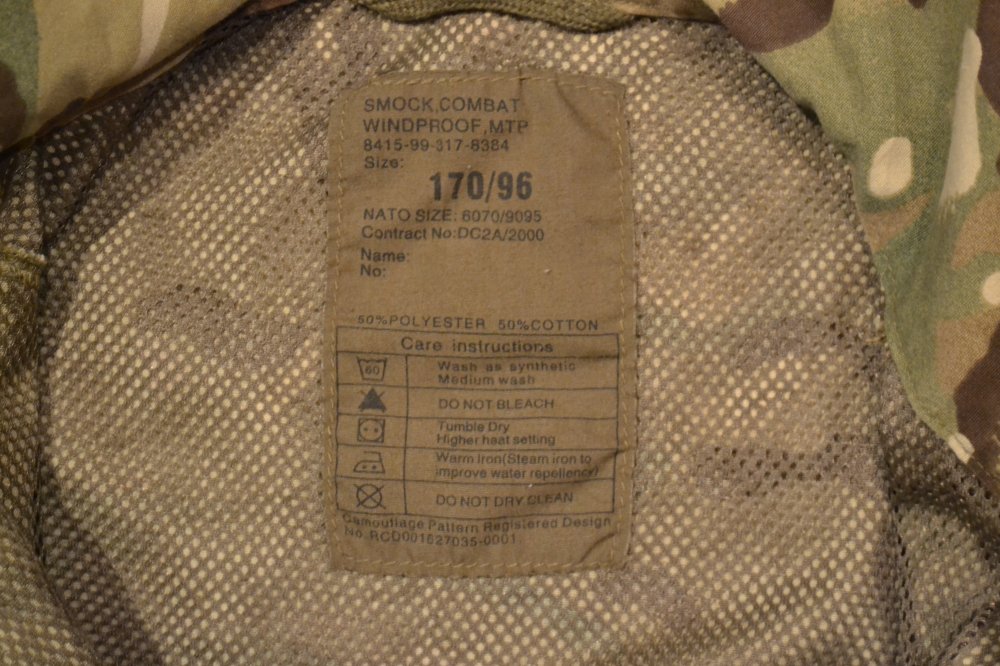 SMOCK,COMBAT
WINDPROOF,MTP
8415-99-317-8384
Size:
170/96
NATO SIZE: 6070/9095
Contract No:DC2A/2000
Name:
No:
50%POLYESTER 50%COTTON
Care instructions
60
Wash as synthetic
Medium wash
DO NOT BLEACH
Tumble Dry
Higher heat setting
Warm Iron(Steam iron to
improve water repellency)
DO NOT DRY CLEAN
Camouflage Pattern Registered Design
No RCD001627035-0001